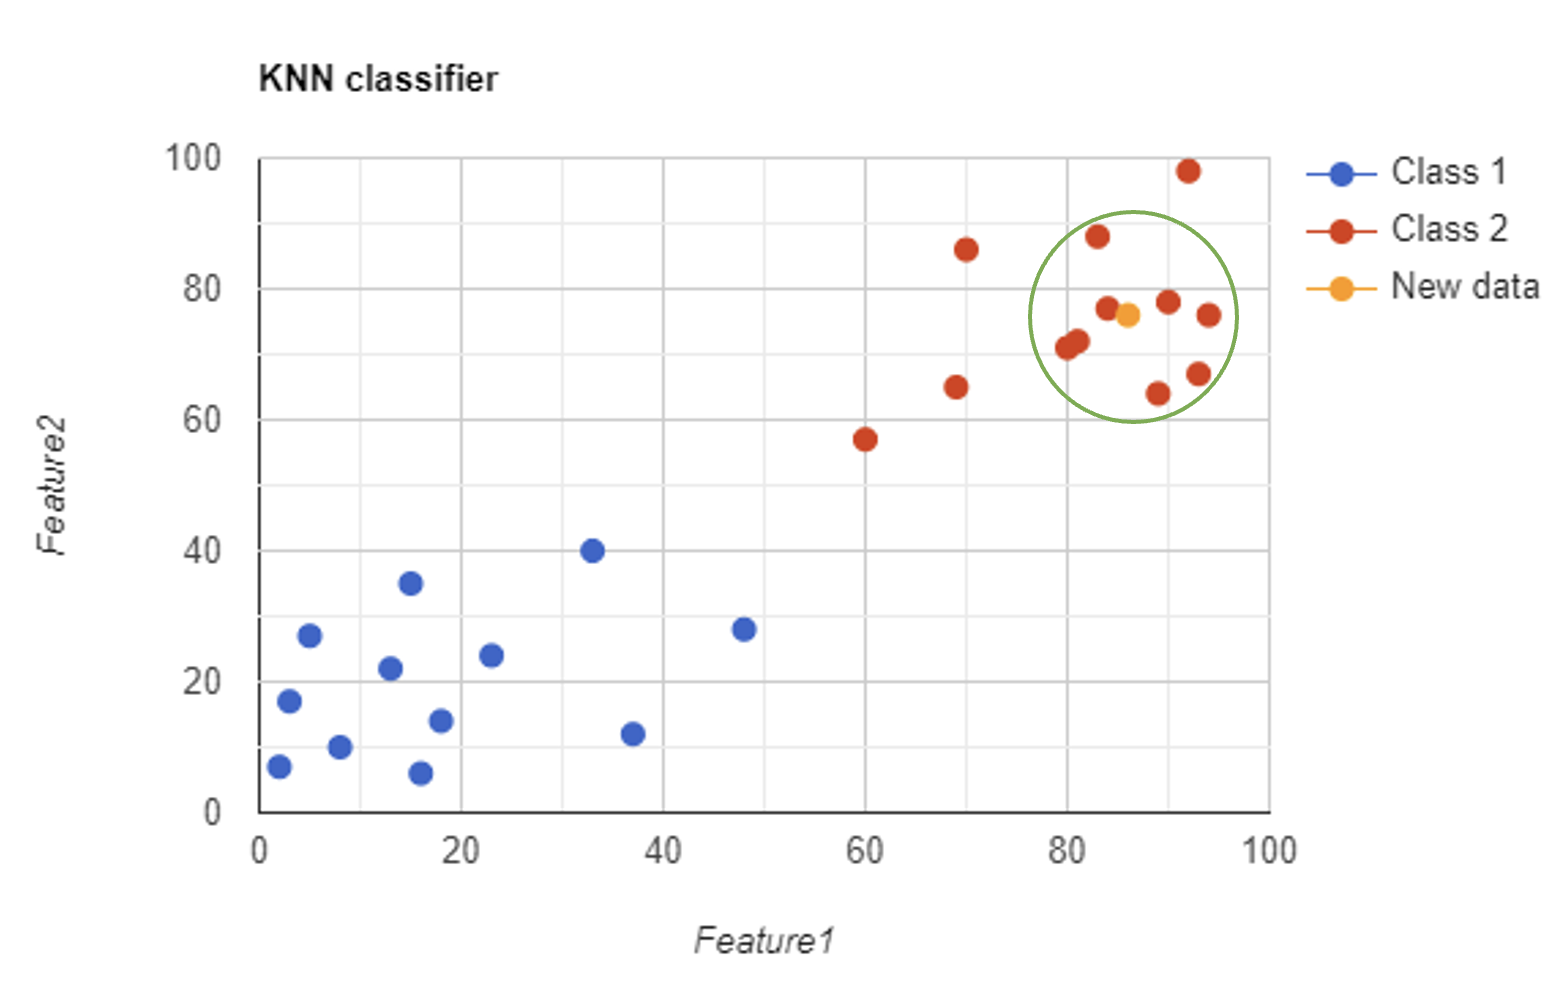 KNN classifier
100
80
60
40
20
0
0 20 40 60 80 100
Feature2
Feature1
Class 1
Class 2
New data